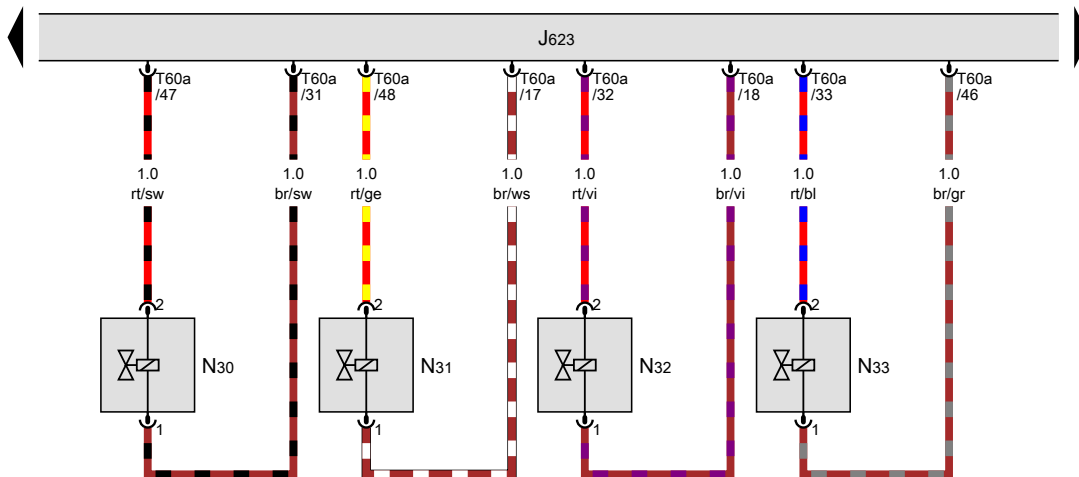 J623
T60a
/47
T60a
/31
T60a
/48
T60a
/17
T60a
/32
T60a
/18
T60a
/33
T60a
/46
1.0
rt/sw
1.0
br/sw
1.0
rt/ge
1.0
br/ws
1.0
rt/vi
1.0
br/vi
1.0
rt/bl
1.0
br/gr
2
2
2
2
N30
N31
N32
N33
1
1
1
1